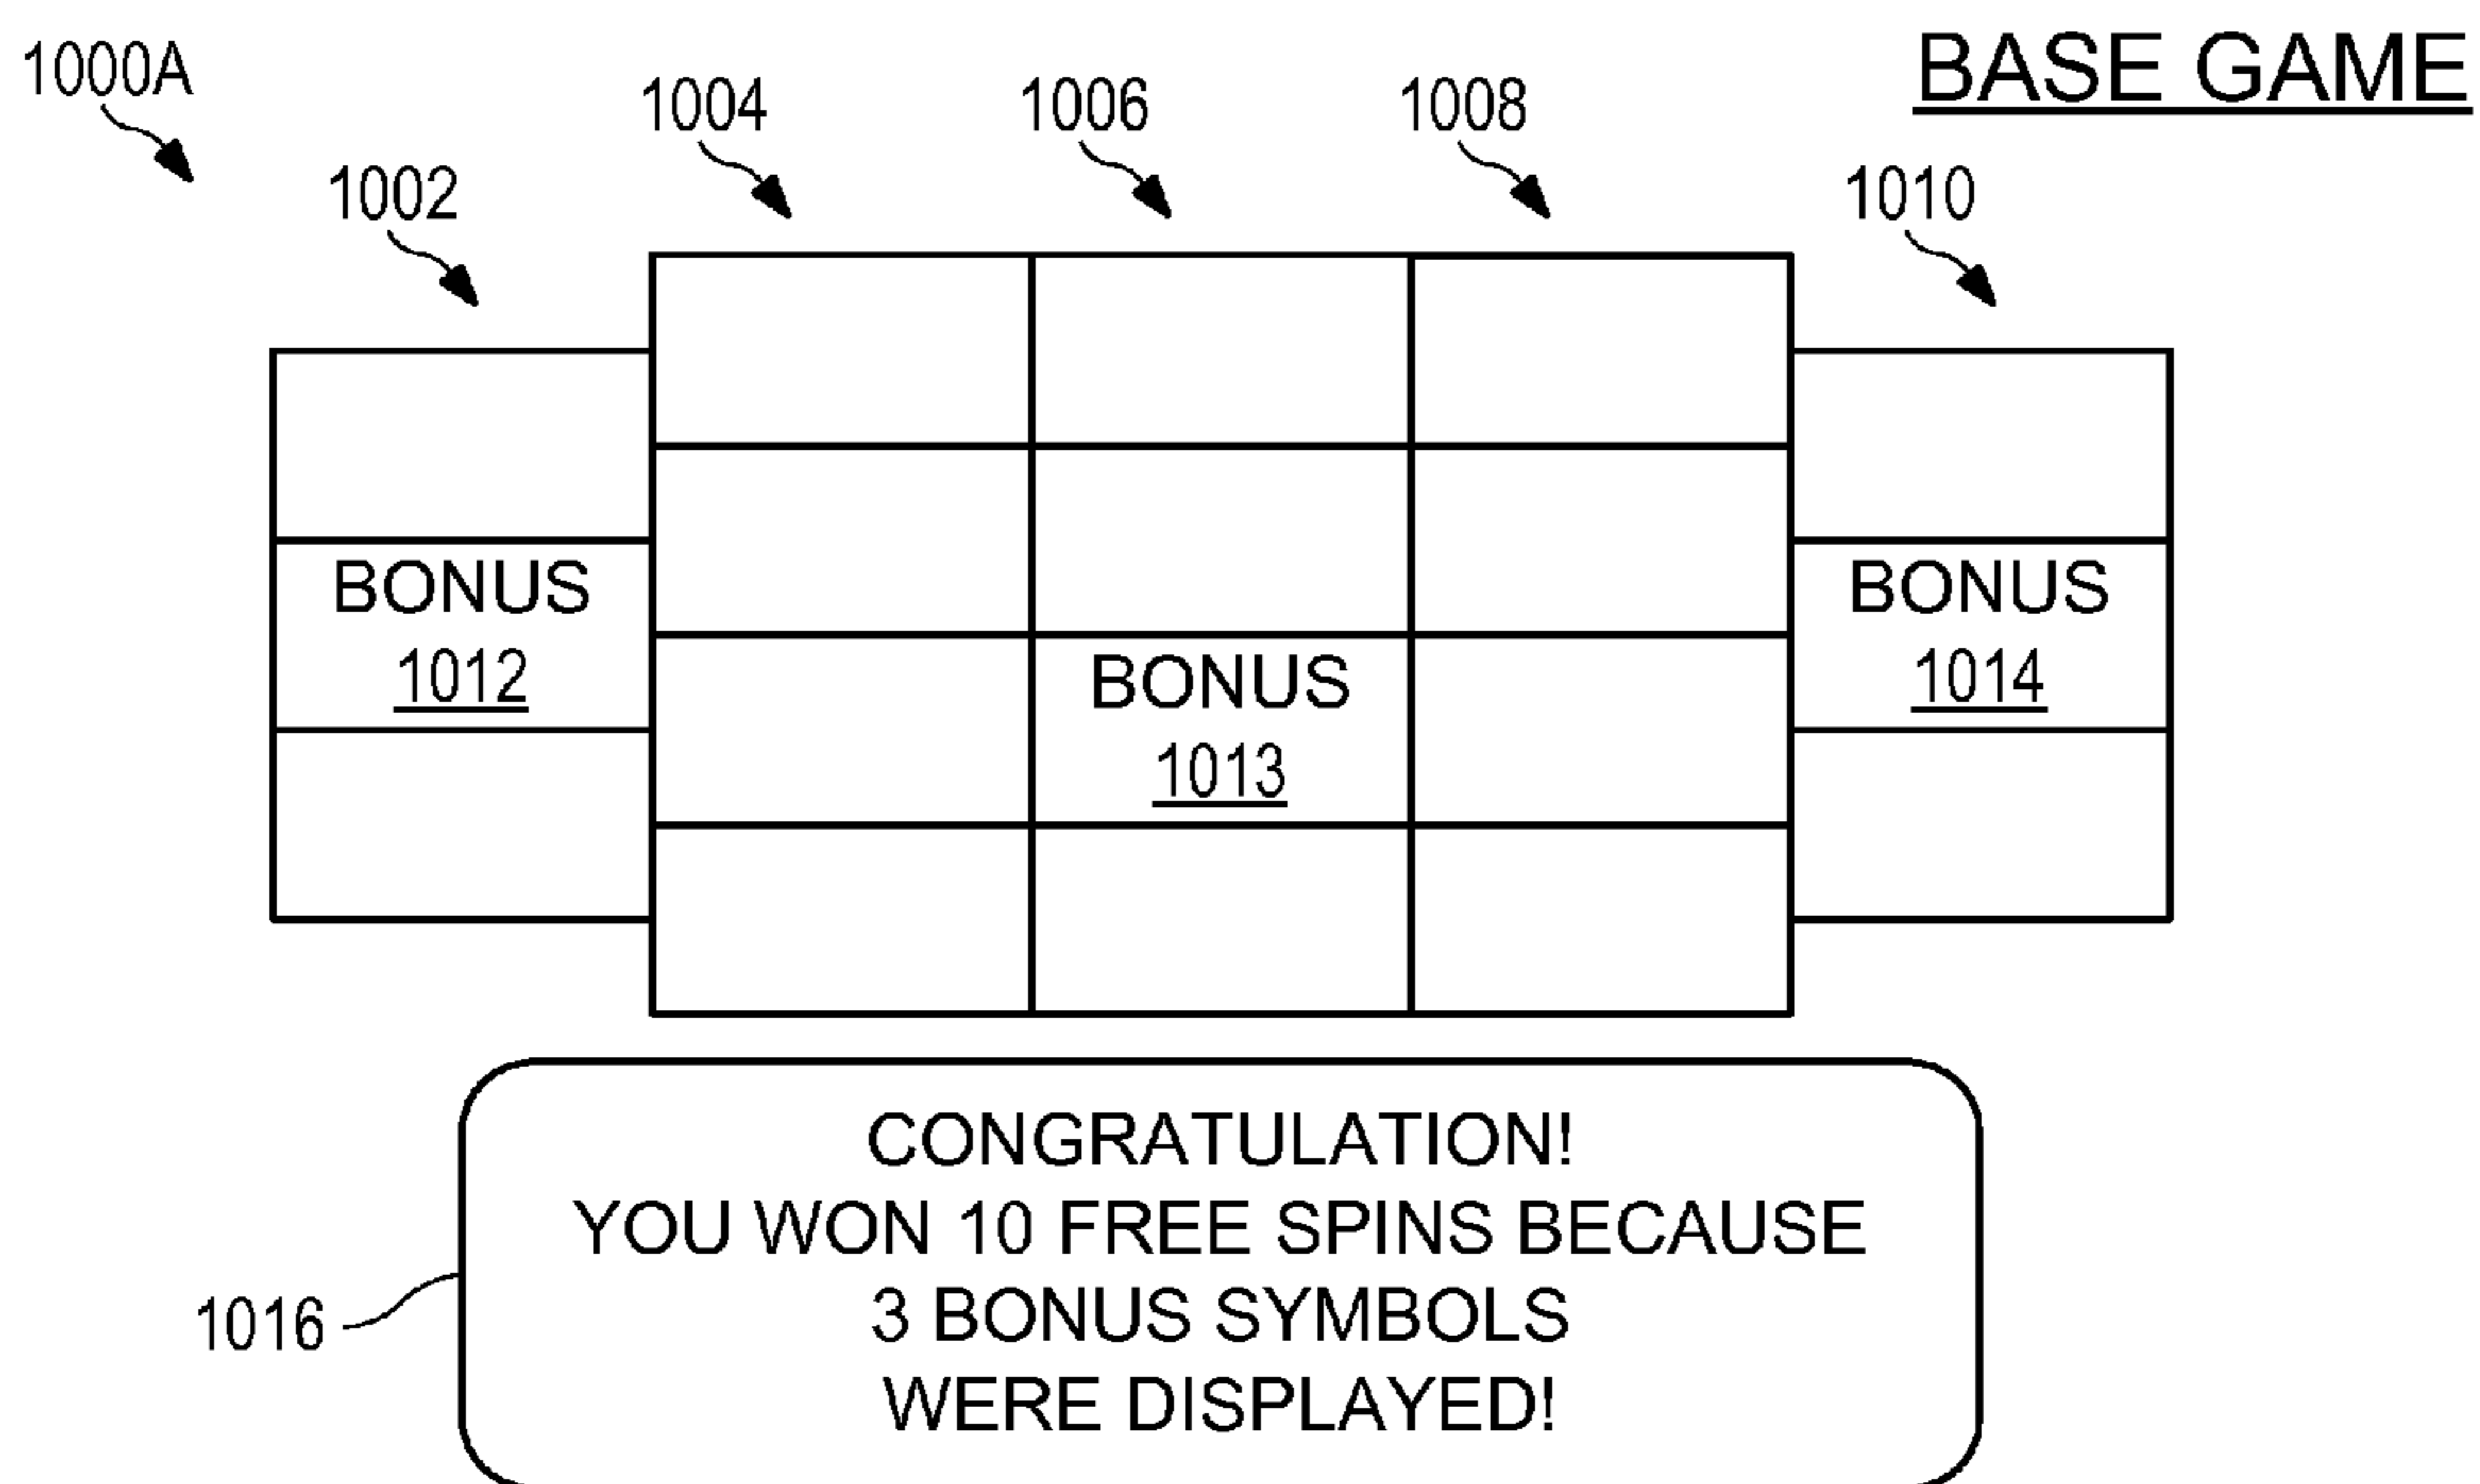 1000A
BASE GAME
1004
1006
1008
1002
1010
BONUS
1012
BONUS
1013
BONUS
1014
CONGRATULATION!
YOU WON 10 FREE SPINS BECAUSE
3 BONUS SYMBOLS
WERE DISPLAYED!
1016